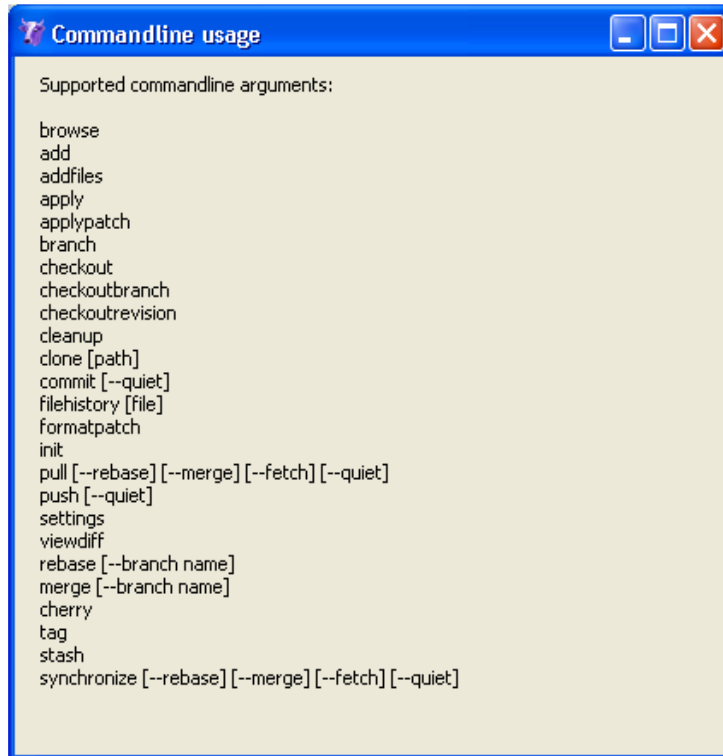 Commandline usage
Supported commandline arguments:
browse
add
addfiles
apply
applypatch
branch
checkout
checkoutbranch
checkoutrevision
cleanup
clone [path]
commit [--quiet]
filehistory [file]
formatpatch
init
pull [--rebase] [--merge] [--fetch] [--quiet]
push [--quiet]
settings
viewdiff
rebase [--branch name]
merge [--branch name]
cherry
tag
stash
synchronize [--rebase] [--merge] [--fetch] [--quiet]